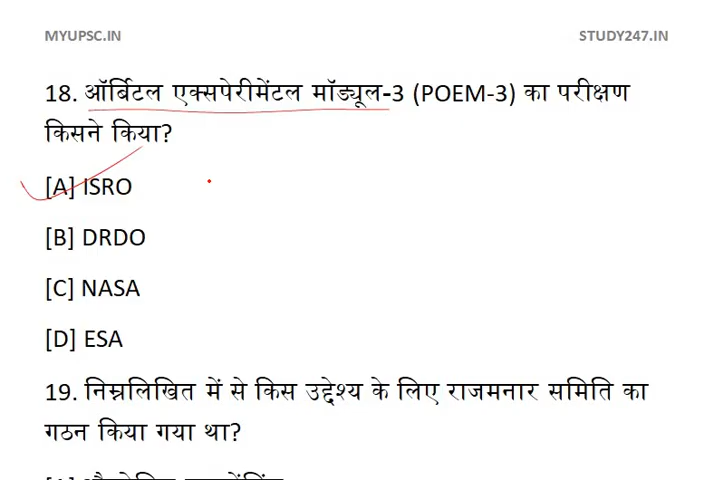 MYUPSC.IN STUDY247.IN
18. ऑर्बिटल एक्सपेरीमेंटल मॉड्यूल-3 (POEM-3) का परीक्षण
किसने किया?
[A] ISRO
[B] DRDO
[C] NASA
[D] ESA
19. निम्नलिखित में से किस उद्देश्य के लिए राजमनार समिति का
गठन किया गया था?